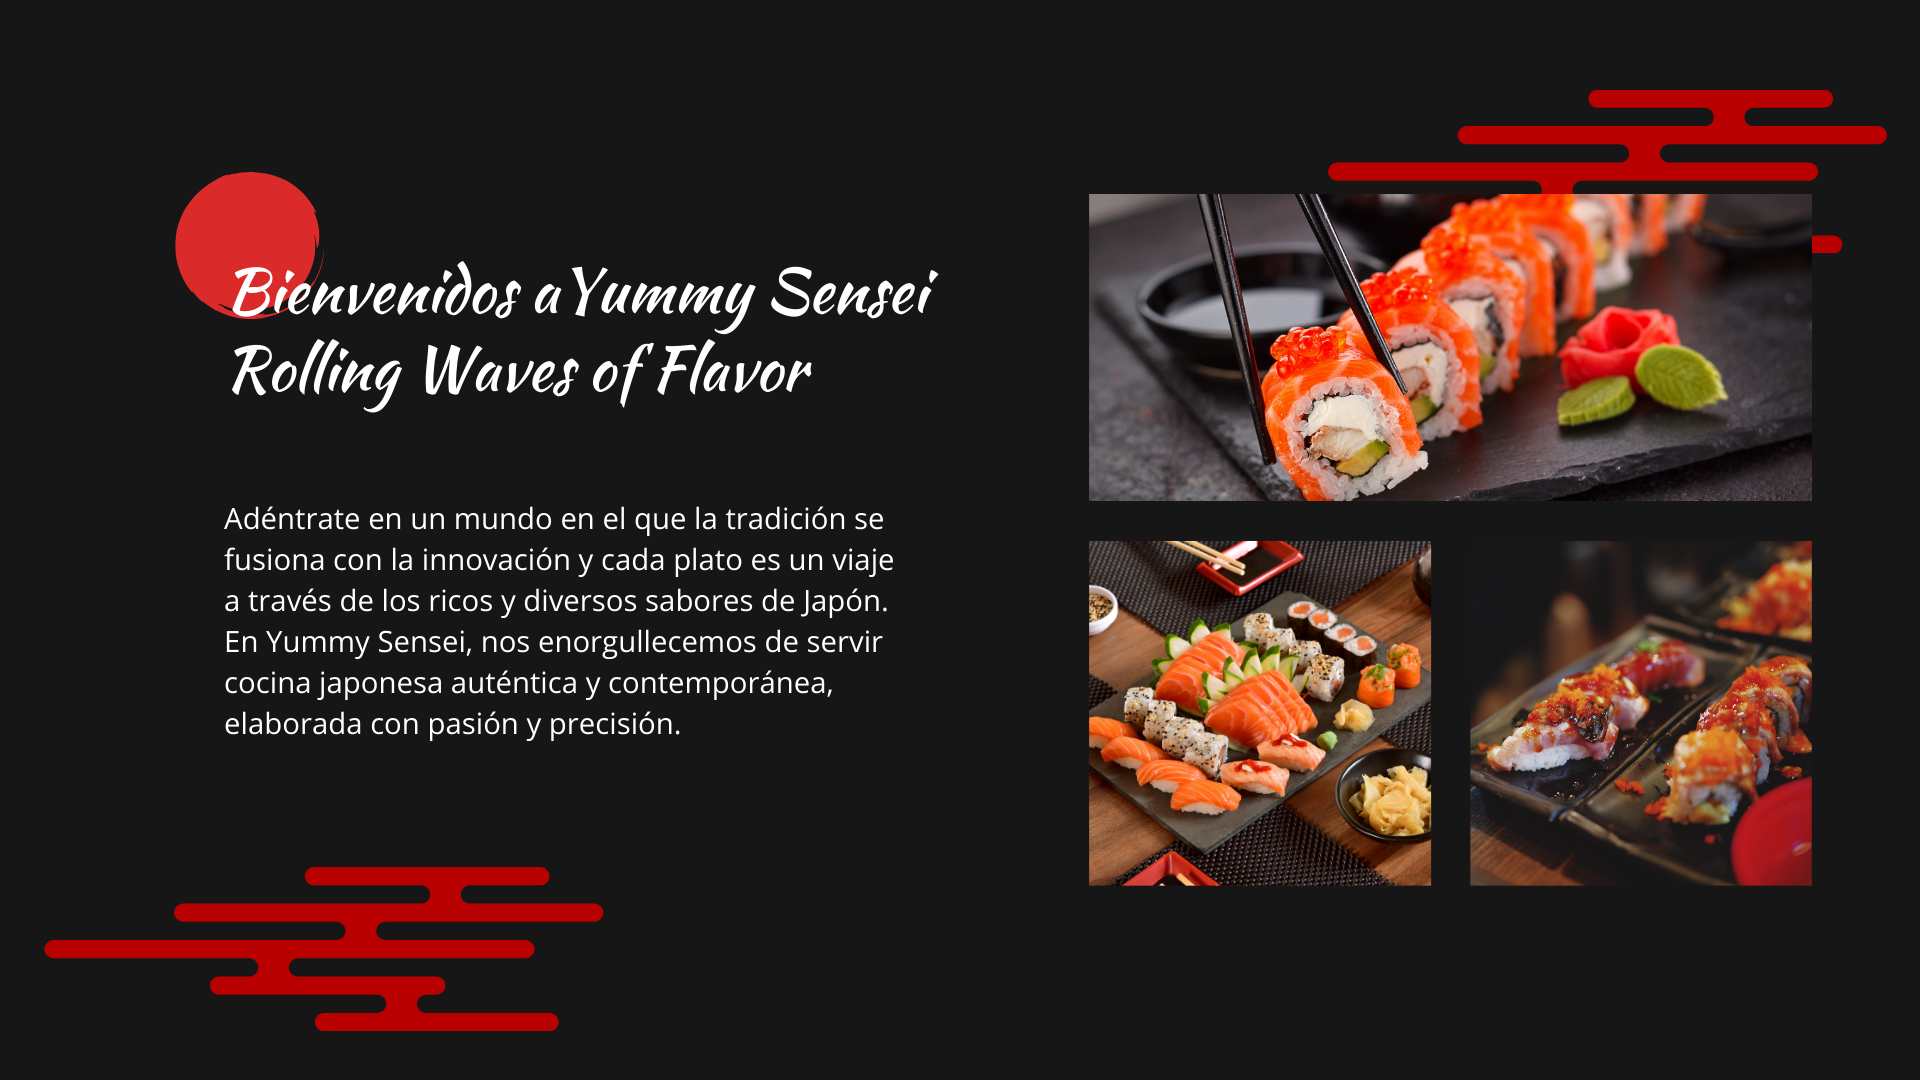 Bienvenidos a Yummy Sensei
Rolling Waves of Flavor
Adéntrate en un mundo en el que la tradición se
fusiona con la innovación y cada plato es un viaje
a través de los ricos y diversos sabores de Japón.
En Yummy Sensei, nos enorgullecemos de servir
cocina japonesa auténtica y contemporánea,
elaborada con pasión y precisión.